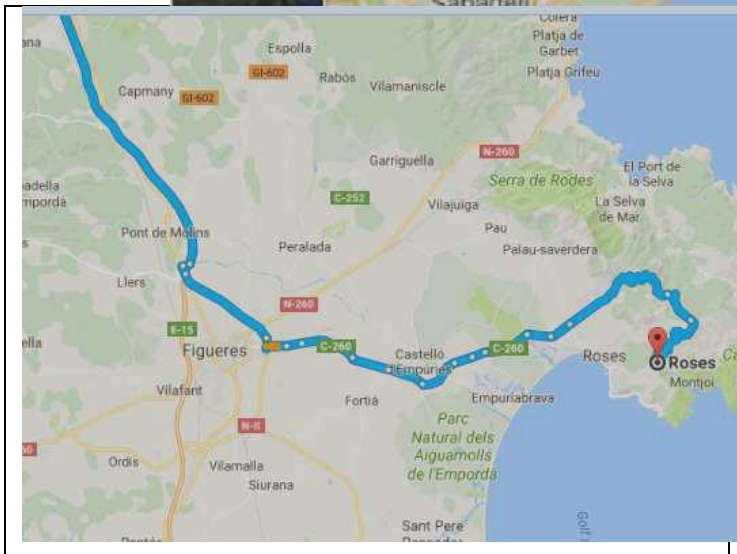 Sabadell
Colera
Platja de
Garbet
Espolla
GI-602
Rabós
Platja Grifeu
Vilamaniscle
Capmany
GI-602
Garriguella
N-260
El Port de
la Selva
Serra de Rodes
C-252
La Selva
de Mar
Vilajuïga
Pau
Pont de Molins
Peralada
Palau-saverdera
Llers
N-260
E-15
Figueres
C-260
Castelló
Empúries
C-260
Roses
Roses
Montjoi
Vilafant
Fortià
Empuriabrava
Parc
Natural dels
Aiguamolls
de l'Empordà
N-II
Ordis
Vilamalla
Siurana
Sant Pere